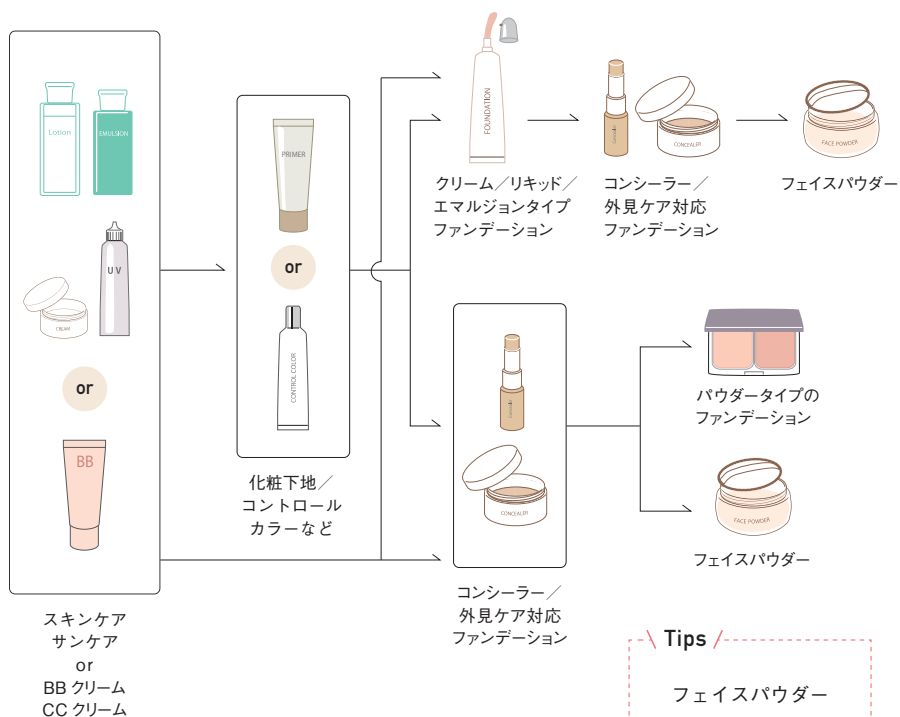 Lotion
EMULSION
CREAM
UV
or
BB
スキンケア
サンケア
or
BB クリーム
CC クリーム
PRIMER
or
CONTROL COLOR
化粧下地／
コントロール
カラーなど
FOUNDATION
クリーム／リキッド／
エマルジョンタイプ
ファンデーション
Concealer
CONCEALER
コンシーラー／
外見ケア対応
ファンデーション
FACE POWDER
フェイスパウダー
Concealer
CONCEALER
コンシーラー／
外見ケア対応
ファンデーション
パウダータイプの
ファンデーション
FACE POWDER
フェイスパウダー
Tips
フェイスパウダー